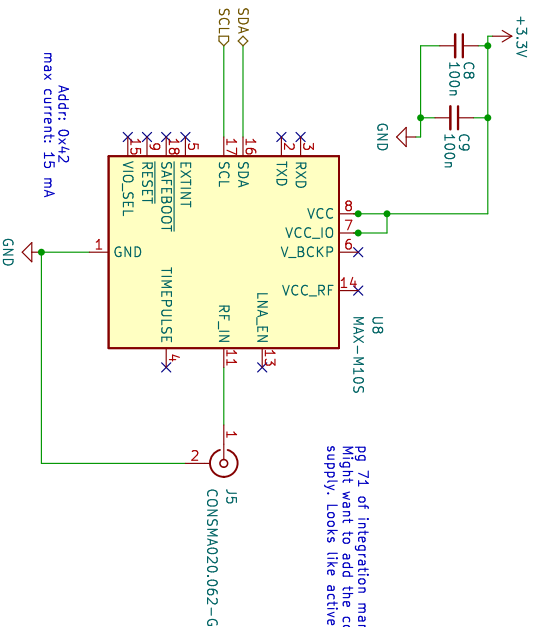 +3.3V
C8
100n
C9
100n
GND
SCL
SDA
Addr: 0x42
max current: 15 mA
15
9
18
5
17
16
2
3
VIO_SEL
RESET
SAFEBOOT
EXTINT
SCL
SDA
TXD
RXD
VCC
8
VCC_IO
7
V_BCKP
6
VCC_RF
14
GND
1
GND
TIMEPULSE
RF_IN
LNA_EN
4
11
13
U8
MAX-M10S
1
2
J5
CONSMA020.062-G
pg 71 of integration
Might want to add the
supply. Looks like active